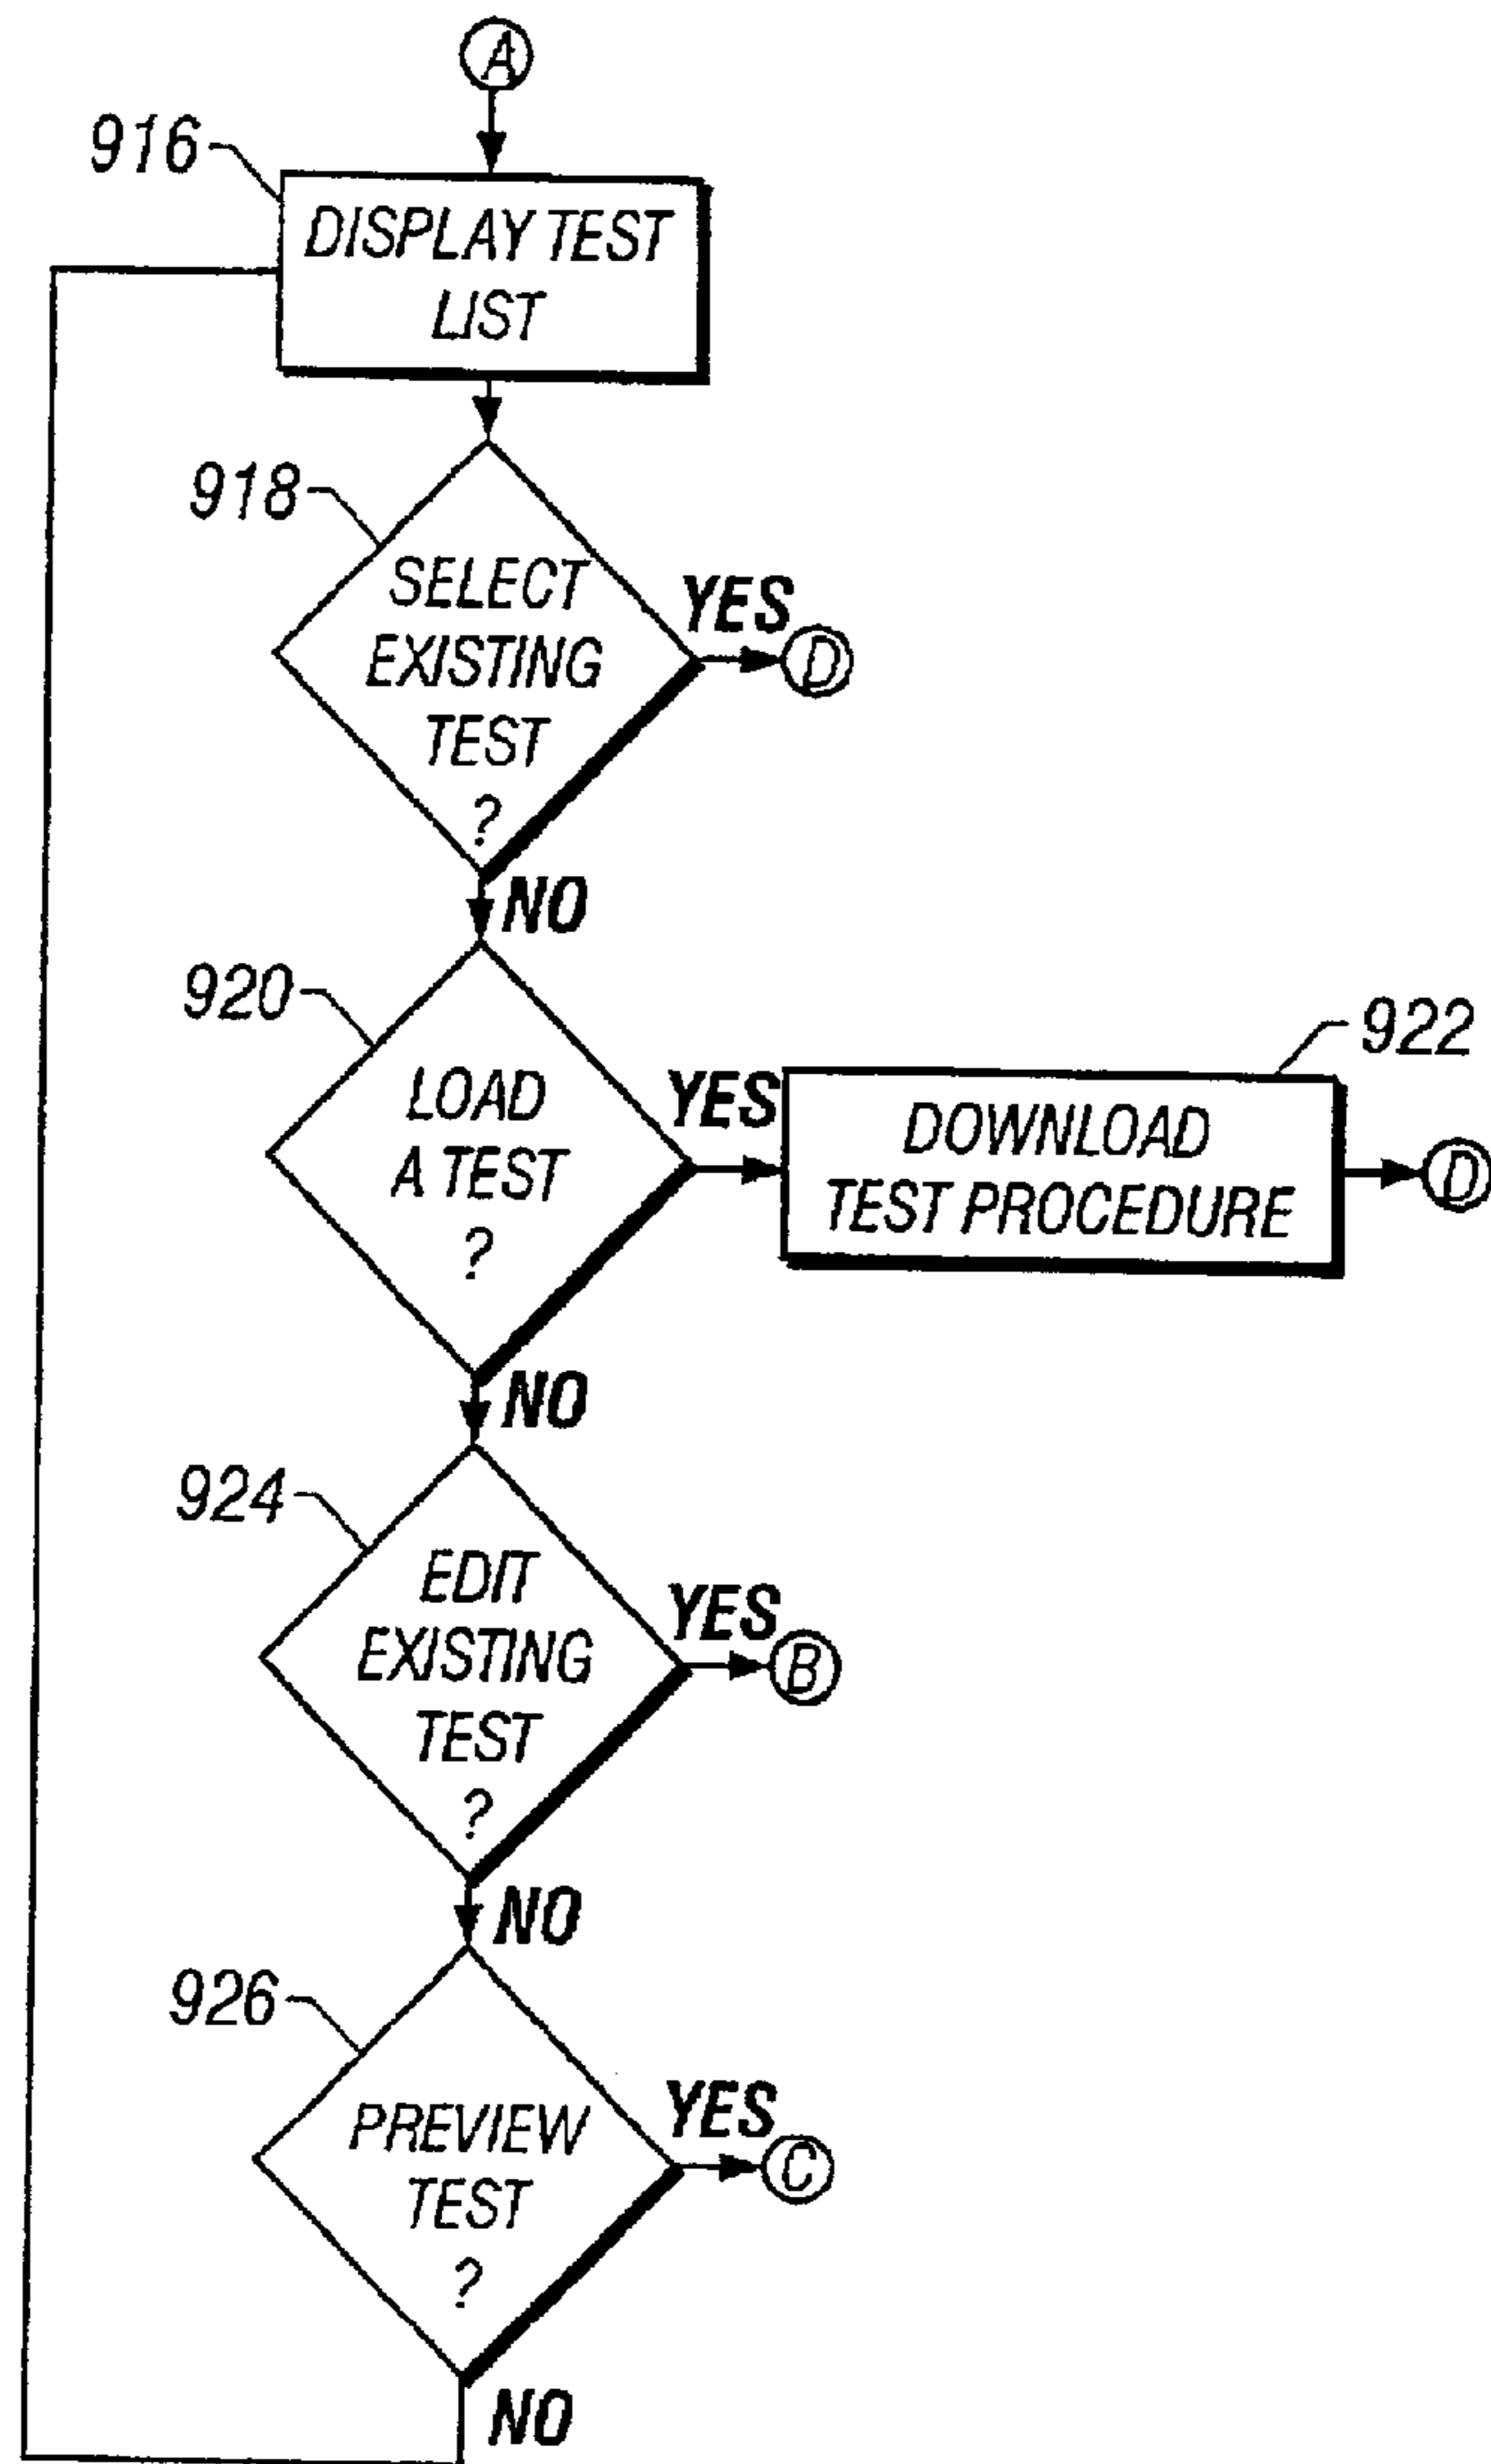 A
916
DISPLAY TEST
LIST
918
SELECT
EXISTING
TEST
?
YES
D
NO
920
LOAD
A TEST
?
YES
922
DOWNLOAD
TEST PROCEDURE
D
NO
924
EDIT
EXISTING
TEST
?
YES
B
NO
926
PREVIEW
TEST
?
YES
C
NO